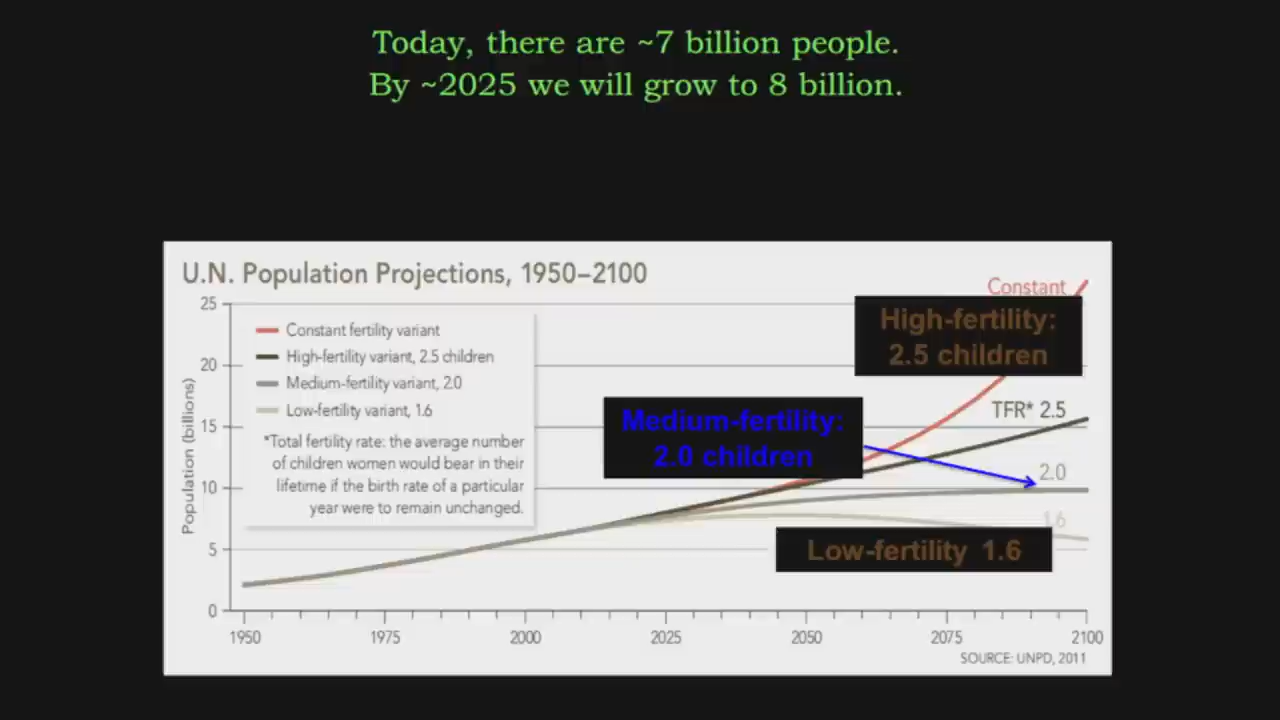 Today, there are ~7 billion people.
By ~2025 we will grow to 8 billion.
U.N. Population Projections, 1950–2100
Constant
25
High-fertility:
2.5 children
Constant fertility variant
High-fertility variant, 2.5 children
20
Medium-fertility variant, 2.0
Low-fertility variant, 1.6
TFR* 2.5
Medium-fertility:
2.0 children
15
*Total fertility rate: the average number
of children women would bear in their
lifetime if the birth rate of a particular
year were to remain unchanged.
Population (billions)
2.0
10
1.6
Low-fertility 1.6
5
0
1950 1975 2000 2025 2050 2075 2100
SOURCE: UNPD, 2011